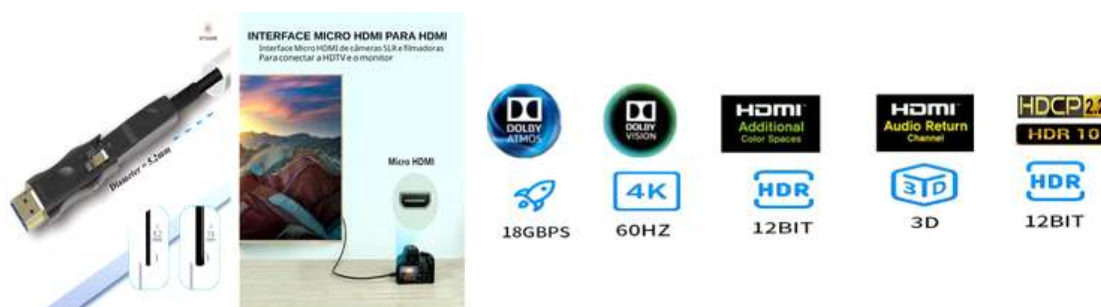 Diameter = 5.2mm
INTERFACE MICRO HDMI PARA HDMI
Interface Micro HDMI de câmeras SLR e filmadoras
Para conectar a HDTV e o monitor
Micro HDMI
DOLBY
ATMOS
DOLBY
VISION
HDMI
Additional
Color Spaces
HDMI
Audio Return
Channel
HDCP 2.2
HDR 10
4K
HDR
3D
HDR
18GBPS
60HZ
12BIT
3D
12BIT